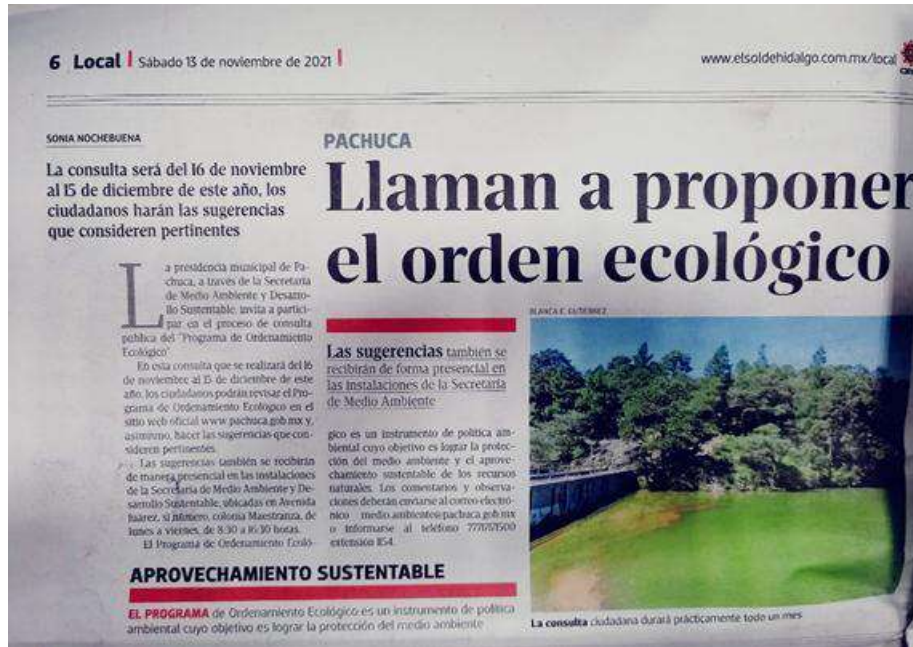 6 Local | Sábado 13 de noviembre de 2021 |
www.elsoldehidalgo.com.mx/local
SONIA NOCHEBUENA
La consulta será del 16 de noviembre
al 15 de diciembre de este año, los
ciudadanos harán las sugerencias
que consideren pertinentes
PACHUCA
Llaman a proponer
el orden ecológico
La presidencia municipal de Pa-
chuca, a través de la Secretaría
de Medio Ambiente y Desarro-
llo Sustentable, invita a partici-
par en el proceso de consulta
pública del "Programa de Ordenamiento
Ecológico"
En esta consulta que se realizará del 16
de noviembre al 15 de diciembre de este
año, los ciudadanos podrán revisar el Pro-
grama de Ordenamiento Ecológico en el
sitio web oficial www.pachuca.gob.mx y,
asimismo, hacer las sugerencias que con-
sideren pertinentes.
Las sugerencias también se recibirán
de manera presencial en las instalaciones
de la Secretaría de Medio Ambiente y De-
sarrollo Sustentable, ubicadas en Avenida
Juárez, sí número, colonia Maestranza, de
lunes a viernes, de 8:30 a 16:30 horas.
El Programa de Ordenamiento Ecoló-
Las sugerencias también se
recibirán de forma presencial en
las instalaciones de la Secretaría
de Medio Ambiente
gico es un instrumento de política am-
biental cuyo objetivo es lograr la protec-
ción del medio ambiente y el aprove-
chamiento sustentable de los recursos
naturales. Los comentarios y observa-
ciones deberán enviarse al correo electró-
nico
o informarse al teléfono
extensión 1154.
BLANCA E. GUTIÉRREZ
La consulta ciudadana durará prácticamente todo un mes
APROVECHAMIENTO SUSTENTABLE
EL PROGRAMA de Ordenamiento Ecológico es un instrumento de política
ambiental cuyo objetivo es lograr la protección del medio ambiente